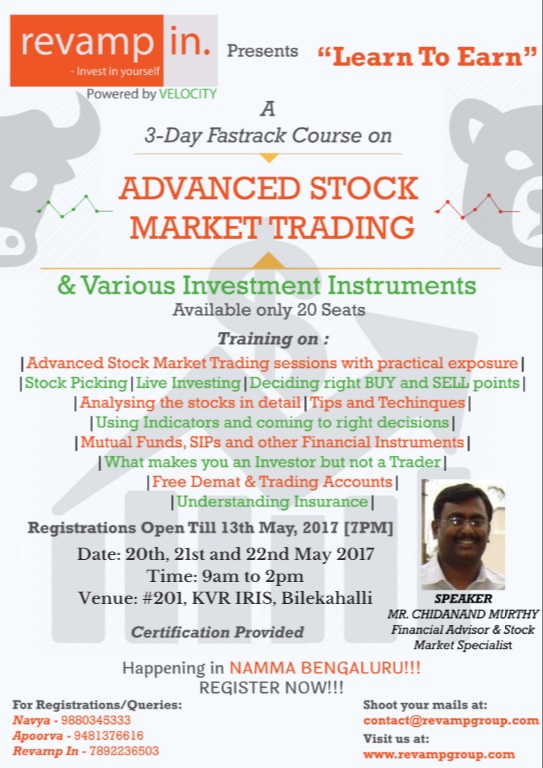 revamp in.
- Invest in yourself
Powered by VELOCITY
Presents
“Learn To Earn”
A
3-Day Fastrack Course on
ADVANCED STOCK
MARKET TRADING
& Various Investment Instruments
Available only 20 Seats
Training on :
|Advanced Stock Market Trading sessions with practical exposure|
|Stock Picking|Live Investing|Deciding right BUY and SELL points|
|Analysing the stocks in detail|Tips and Techinques|
|Using Indicators and coming to right decisions|
|Mutual Funds, SIPs and other Financial Instruments|
|What makes you an Investor but not a Trader|
|Free Demat & Trading Accounts|
|Understanding Insurance|
Registrations Open Till 13th May, 2017 [7PM]
Date: 20th, 21st and 22nd May 2017
Time: 9am to 2pm
Venue: #201, KVR IRIS, Bilekahalli
Certification Provided
SPEAKER
MR. CHIDANAND MURTHY
Financial Advisor & Stock
Market Specialist
Happening in NAMMA BENGALURU!!!
REGISTER NOW!!!
For Registrations/Queries:
Navya - 9880345333
Apoorva - 9481376616
Revamp In - 7892236503
Shoot your mails at:
contact@revampgroup.com
Visit us at:
www.revampgroup.com